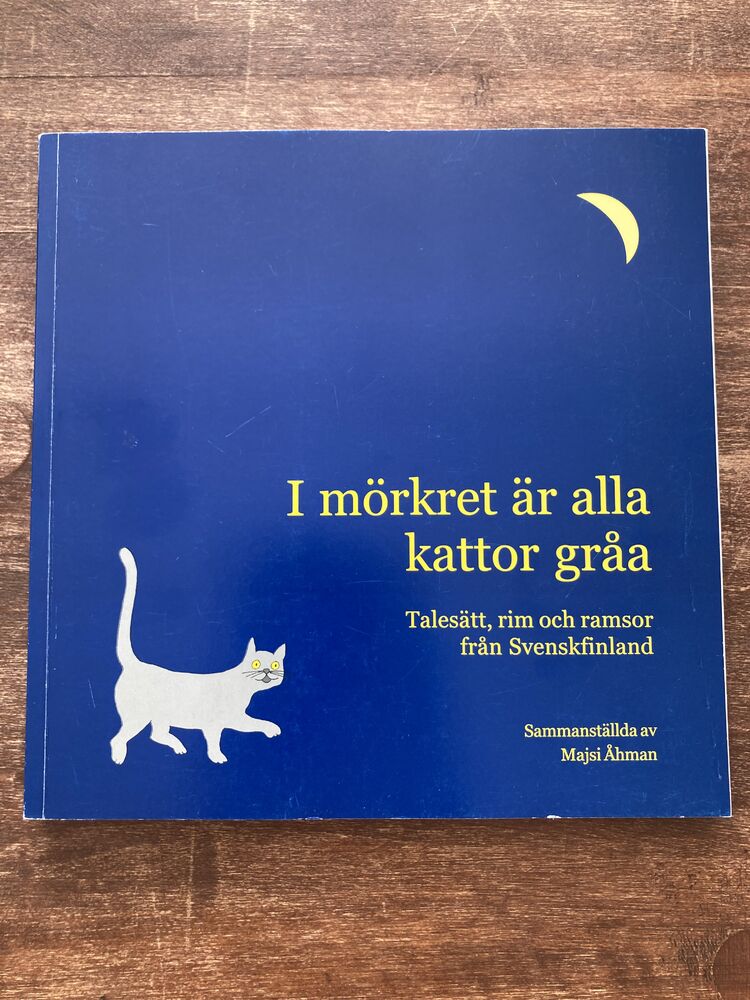 I mörkret är alla
kattor gråa
Talesätt, rim och ramsor
från Svenskfinland
Sammanställda av
Majsi Åhman